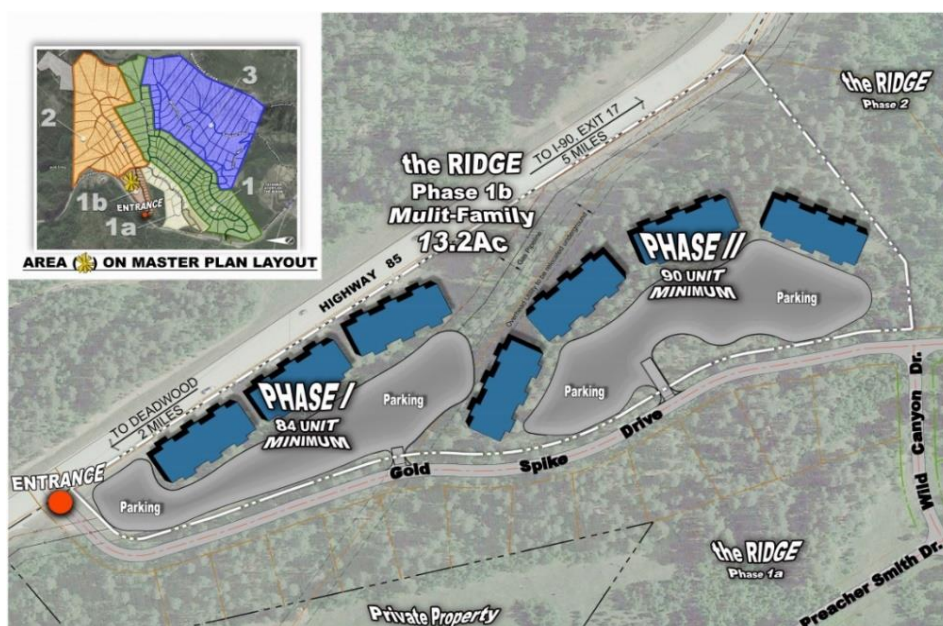 3
2
1
1b
ENTRANCE
1a
AREA ( ) ON MASTER PLAN LAYOUT
the RIDGE
Phase 2
TO I-90, EXIT 17
5 MILES
the RIDGE
Phase 1b
Mulit-Family
13.2Ac
HIGHWAY 85
PHASE II
90 UNIT
MINIMUM
Parking
TO DEADWOOD
2 MILES
PHASE I
84 UNIT
MINIMUM
Parking
Parking
ENTRANCE
Parking
Gold Spike Drive
Wild Canyon Dr.
the RIDGE
Phase 1a
Preacher Smith Dr.
Private Property